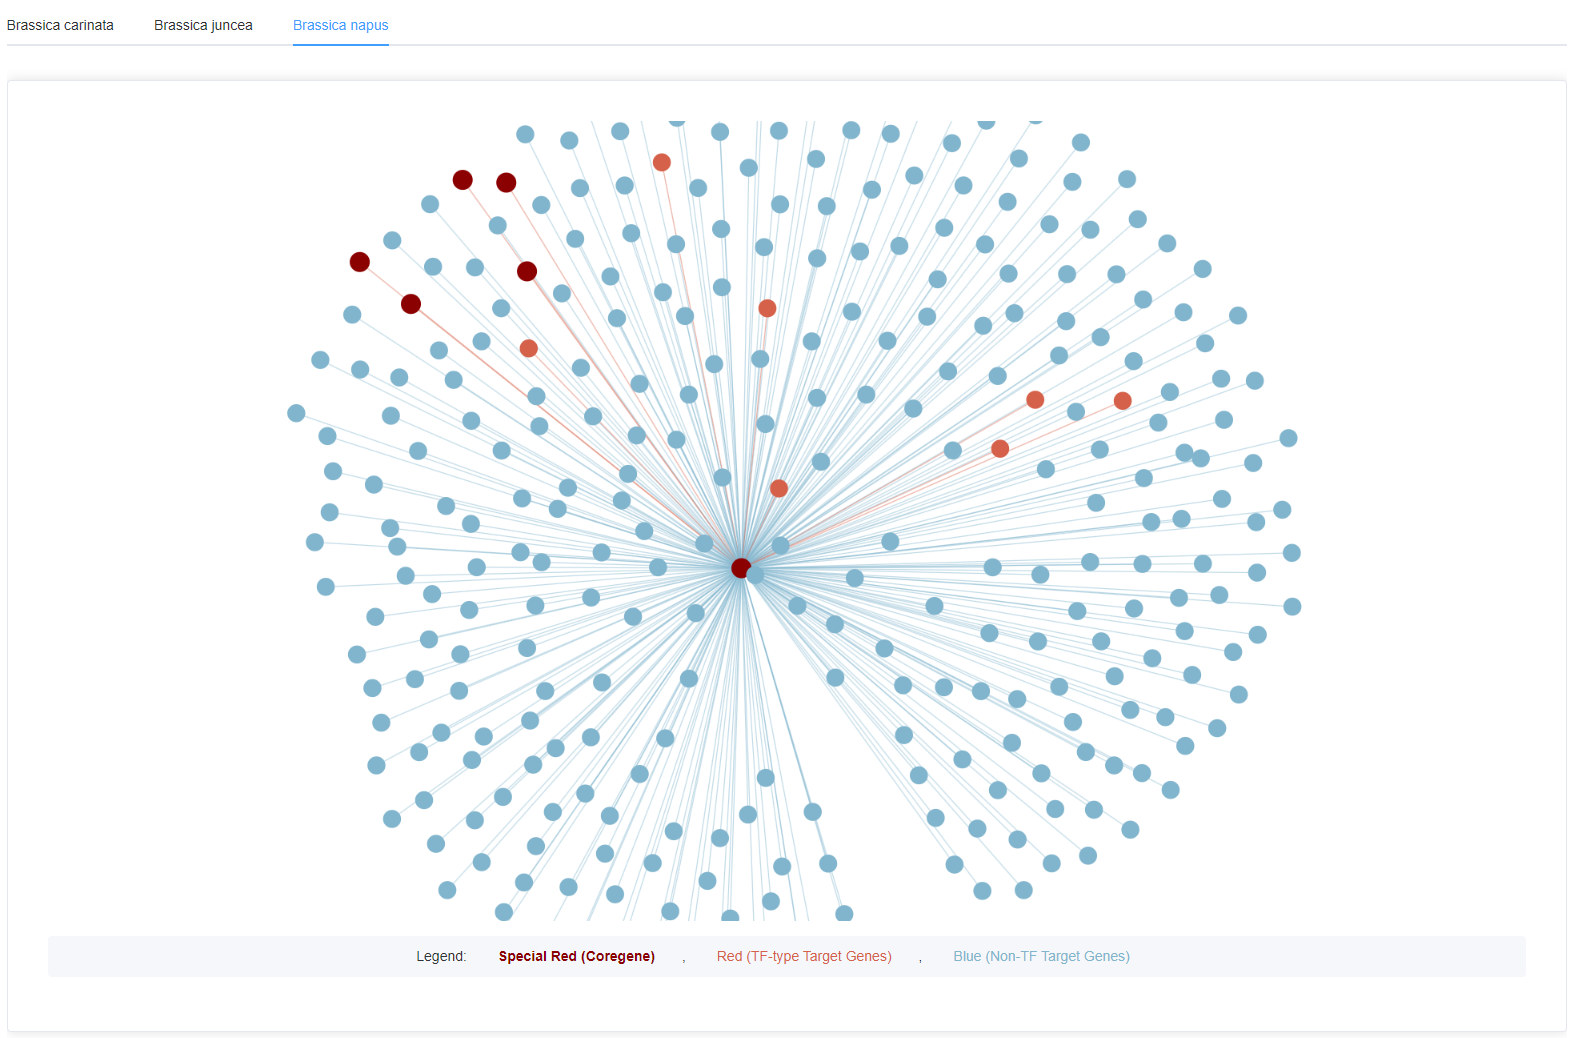 Brassica carinata Brassica juncea Brassica napus
Legend: Special Red (Coregene) , Red (TF-type Target Genes) , Blue (Non-TF Target Genes)